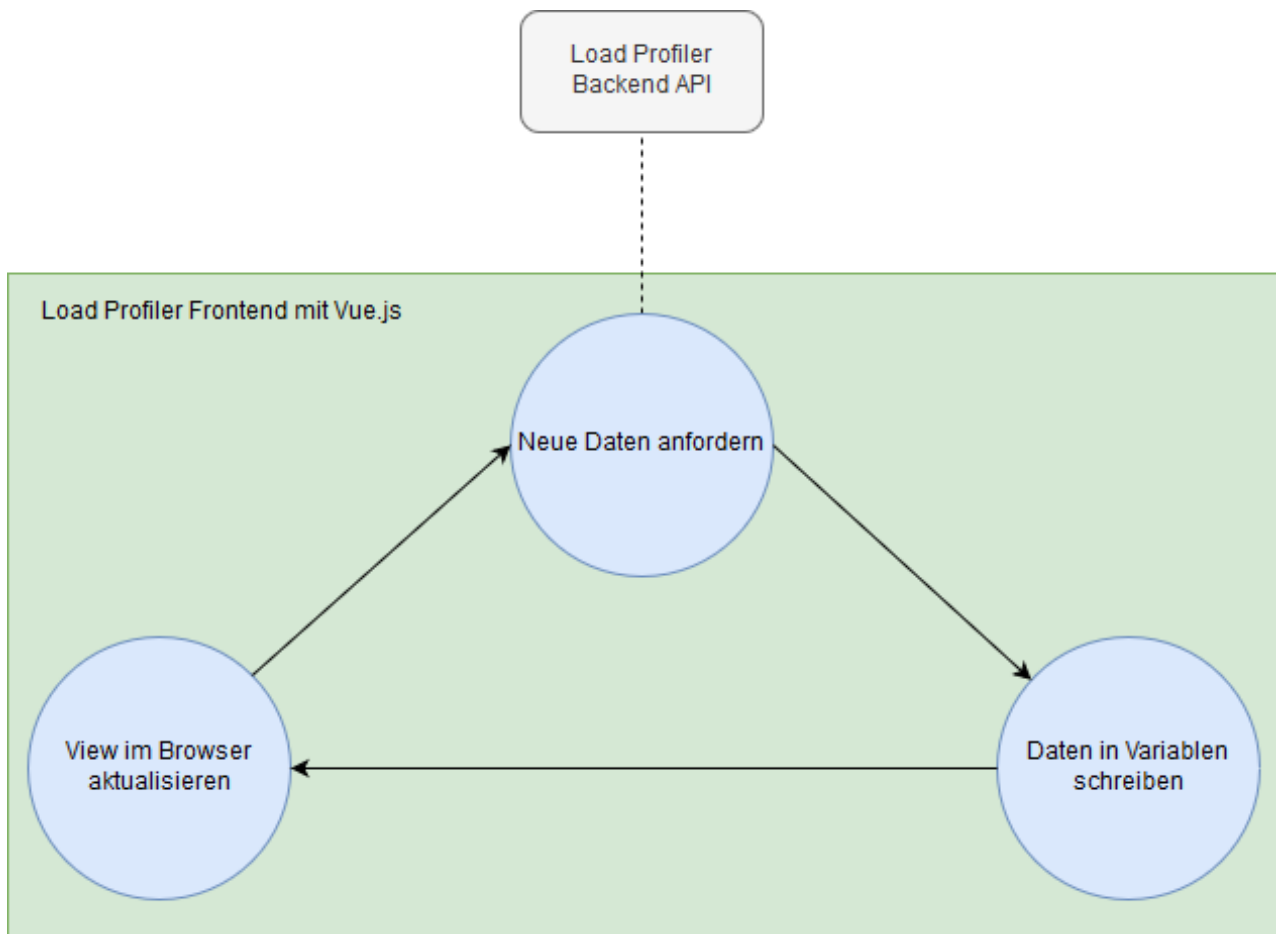 Load Profiler
Backend API
Load Profiler Frontend mit Vue.js
Neue Daten anfordern
View im Browser
aktualisieren
Daten in Variablen
schreiben